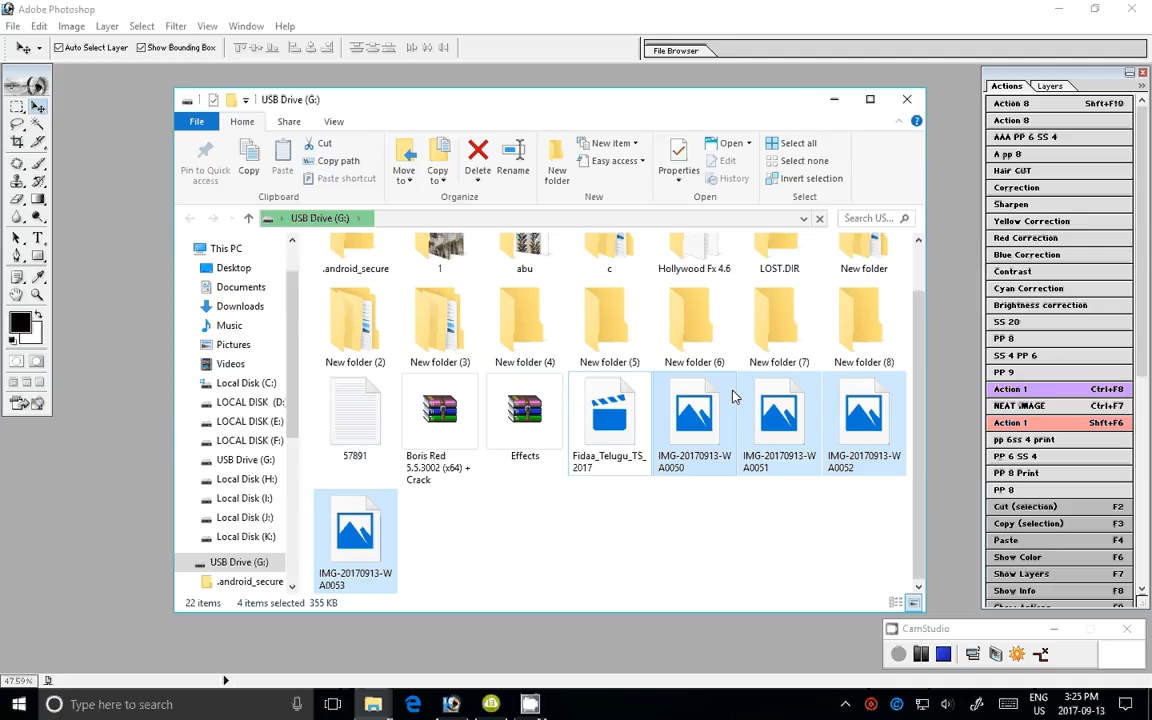 Adobe Photoshop
File Edit Image Layer Select Filter View Window Help
Auto Select Layer Show Bounding Box
File Browser
USB Drive (G:)
File Home Share View
Pin to Quick access
Copy
Paste
Cut
Copy path
Paste shortcut
Move to
Copy to
Delete
Rename
New folder
New item
Easy access
Properties
Open
Edit
History
Select all
Select none
Invert selection
Clipboard Organize New Open Select
USB Drive (G:)
Search US...
This PC
Desktop
Documents
Downloads
Music
Pictures
Videos
Local Disk (C:)
LOCAL DISK (D:
LOCAL DISK (E:)
LOCAL DISK (F:)
USB Drive (G:)
Local Disk (H:)
Local Disk (I:)
Local Disk (J:)
Local Disk (K:)
USB Drive (G:)
.android_secure
.android_secure 1 abu c Hollywood Fx 4.6 LOST.DIR New folder
New folder (2) New folder (3) New folder (4) New folder (5) New folder (6) New folder (7) New folder (8)
57891
Boris Red
5.5.3002 (x64) +
Crack
Effects
Fidaa_Telugu_TS_
2017
IMG-20170913-W
A0050
IMG-20170913-W
A0051
IMG-20170913-W
A0052
IMG-20170913-W
A0053
22 items 4 items selected 355 KB
Actions Layers
Action 8 Shft+F10
Action 8
AAA PP 6 SS 4
A pp 8
Hair CUT
Correction
Sharpen
Yellow Correction
Red Correction
Blue Correction
Contrast
Cyan Correction
Brightness correction
SS 20
PP 8
SS 4 PP 6
PP 9
Action 1 Ctrl+F8
NEAT IMAGE Ctrl+F7
Action 1 Shft+F6
pp 6ss 4 print
PP 6 SS 4
PP 8 Print
PP 8
Cut (selection) F2
Copy (selection) F3
Paste F4
Show Color F6
Show Layers F7
Show Info F8
CamStudio
47.59%
Type here to search
ENG
US
3:25 PM
2017-09-13